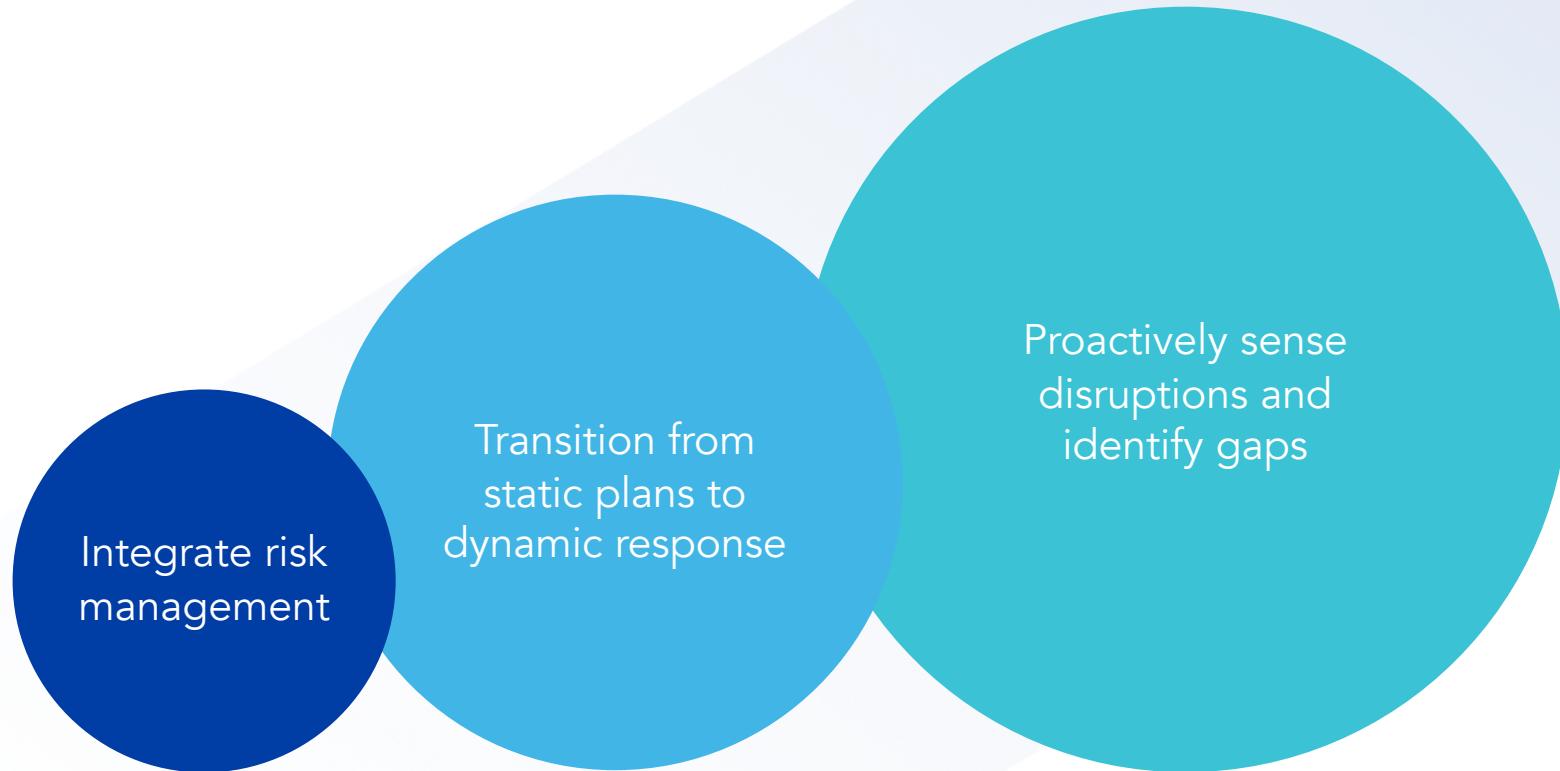 Integrate risk
management
Transition from
static plans to
dynamic response
Proactively sense
disruptions and
identify gaps